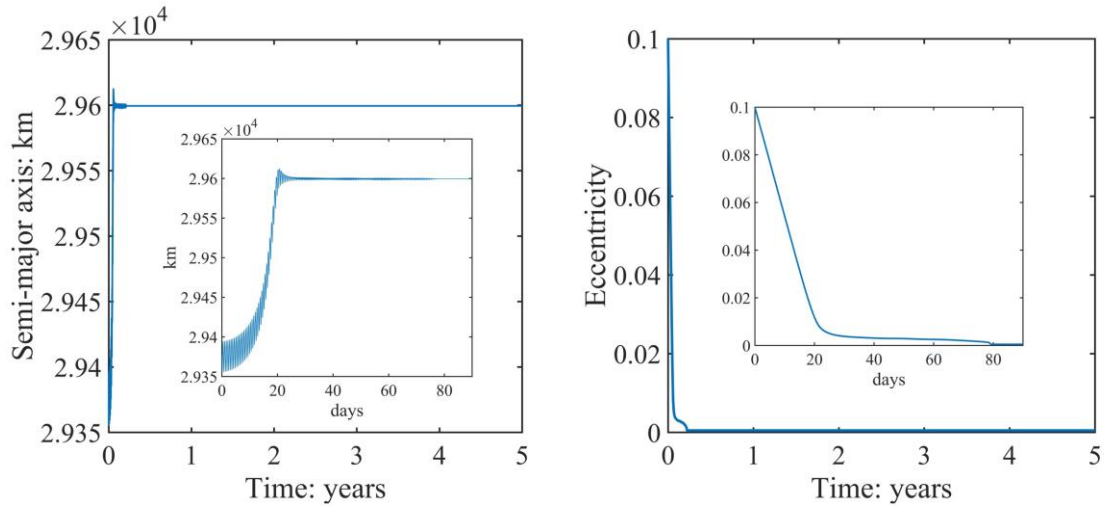 ×10⁴
2.965
2.96
2.955
2.95
2.945
2.94
2.935
Semi-major axis: km
0 1 2 3 4 5
Time: years
×10⁴
2.965
2.96
2.955
2.95
2.945
2.94
2.935
km
0 20 40 60 80
days
0.1
0.08
0.06
0.04
0.02
0
Eccentricity
0 1 2 3 4 5
Time: years
0.1
0.08
0.06
0.04
0.02
0
0 20 40 60 80
days